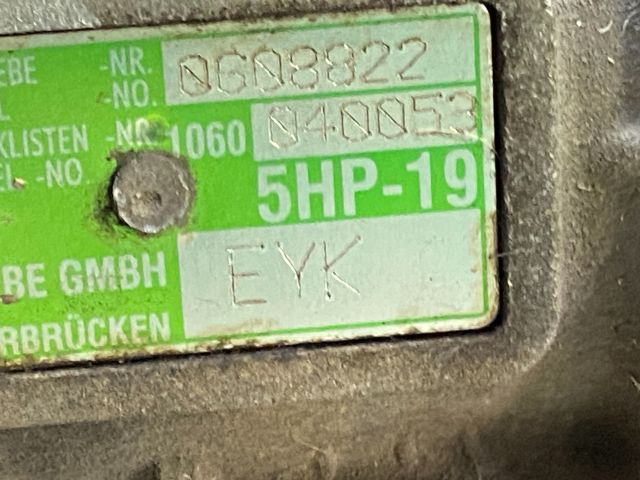 EBE -NR. 0G08822
L -NO.
KLISTEN -NR. 1060 040053
EL -NO.
5HP-19
BE GMBH EYK
RBRÜCKEN